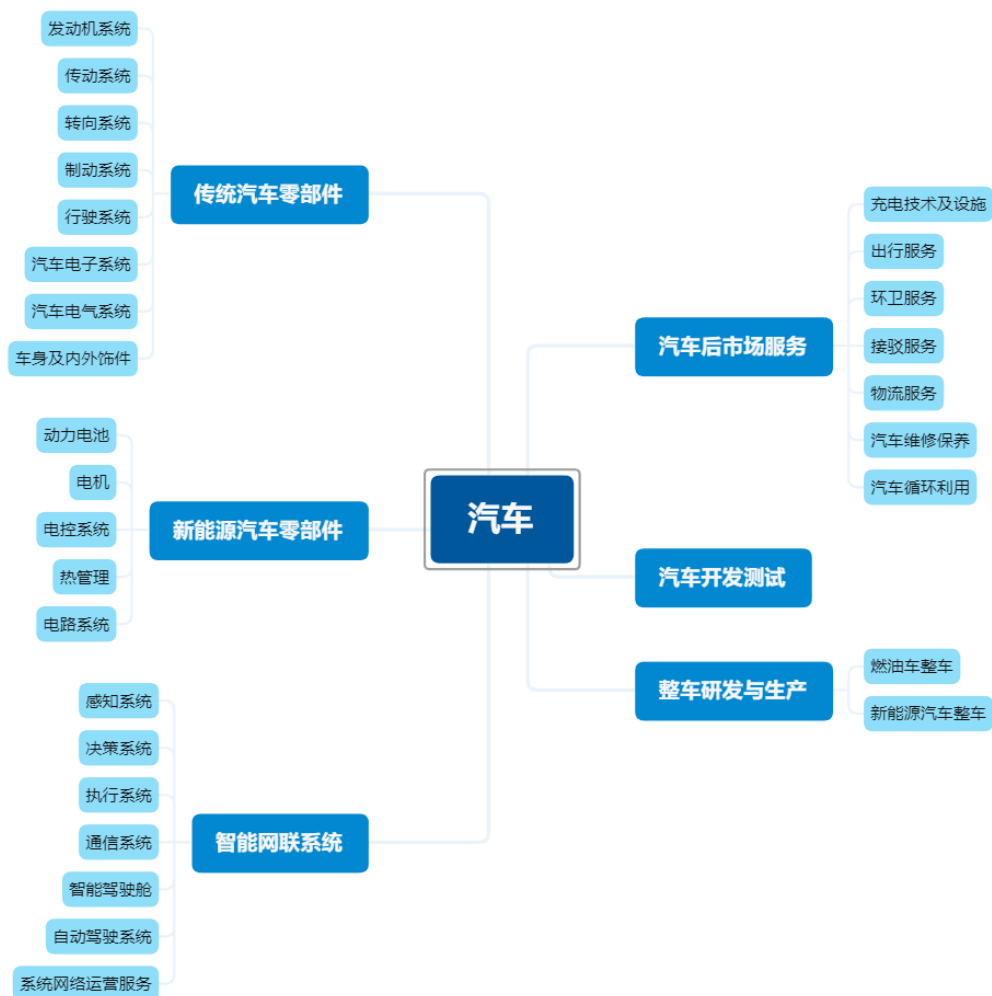 发动机系统
传动系统
转向系统
制动系统
行驶系统
汽车电子系统
汽车电气系统
车身及内外饰件
传统汽车零部件
动力电池
电机
电控系统
热管理
电路系统
新能源汽车零部件
感知系统
决策系统
执行系统
通信系统
智能驾驶舱
自动驾驶系统
系统网络运营服务
智能网联系统
汽车
汽车后市场服务
充电技术及设施
出行服务
环卫服务
接驳服务
物流服务
汽车维修保养
汽车循环利用
汽车开发测试
整车研发与生产
燃油车整车
新能源汽车整车